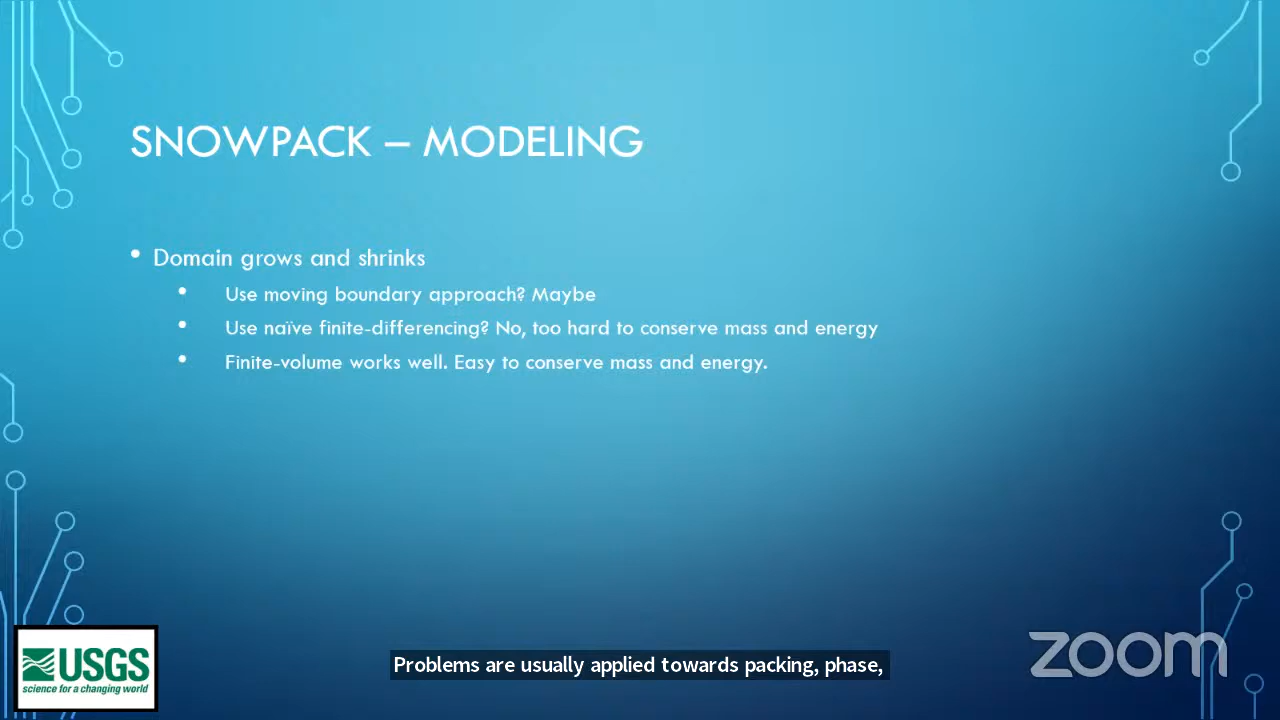 SNOWPACK – MODELING
• Domain grows and shrinks
• Use moving boundary approach? Maybe
• Use naïve finite-differencing? No, too hard to conserve mass and energy
• Finite-volume works well. Easy to conserve mass and energy.
USGS
science for a changing world
Problems are usually applied towards packing, phase,
zoom